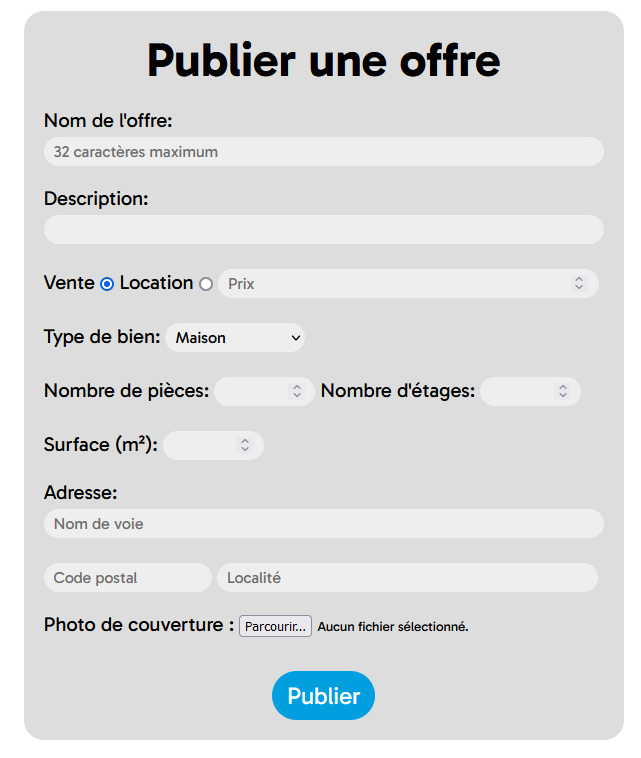 Publier une offre
Nom de l'offre:
32 caractères maximum
Description:
Vente Location Prix
Type de bien: Maison
Nombre de pièces: Nombre d'étages:
Surface (m²):
Adresse:
Nom de voie
Code postal Localité
Photo de couverture : Parcourir... Aucun fichier sélectionné.
Publier